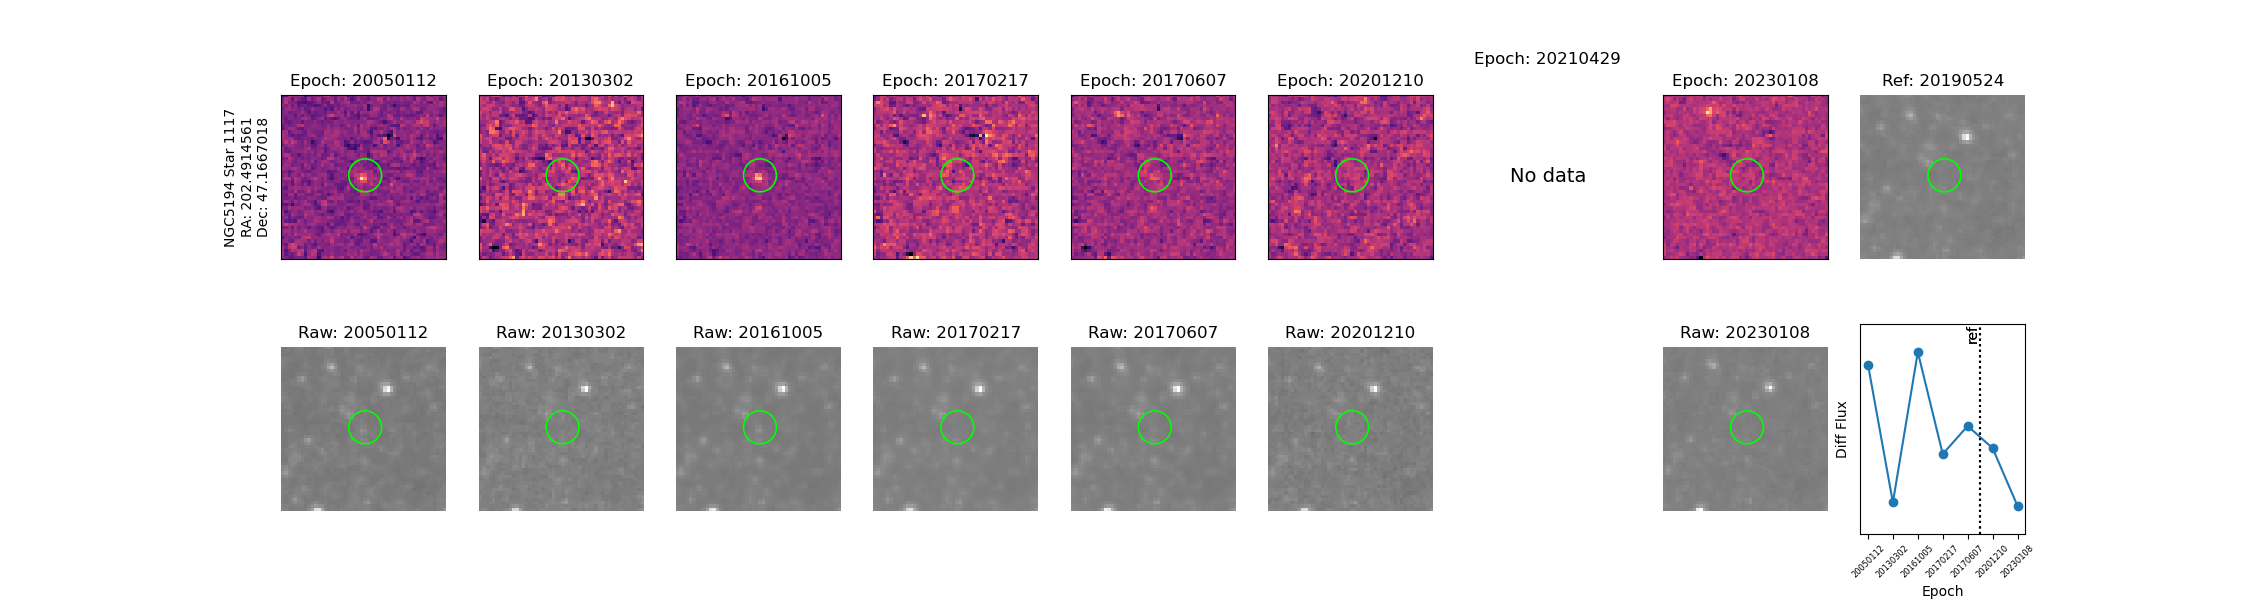 NGC5194 Star 1117
RA: 202.4914561
Dec: 47.1667018
Epoch: 20050112
Epoch: 20130302
Epoch: 20161005
Epoch: 20170217
Epoch: 20170607
Epoch: 20201210
Epoch: 20210429
No data
Epoch: 20230108
Ref: 20190524
Raw: 20050112
Raw: 20130302
Raw: 20161005
Raw: 20170217
Raw: 20170607
Raw: 20201210
Raw: 20230108
Diff Flux
ref
20050112
20130302
20161005
20170217
20170607
20201210
20230108
Epoch